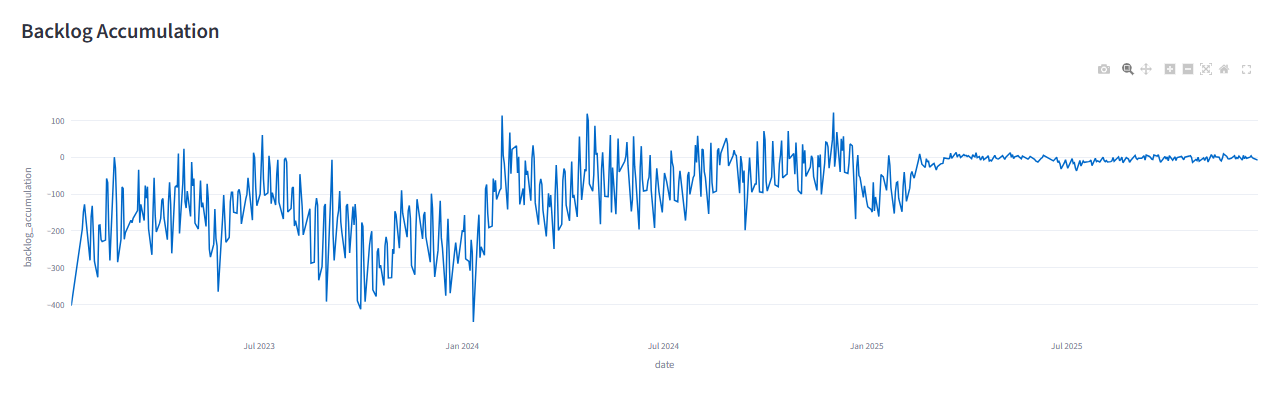 Backlog Accumulation
100
0
−100
−200
−300
−400
backlog_accumulation
Jul 2023
Jan 2024
Jul 2024
Jan 2025
Jul 2025
date